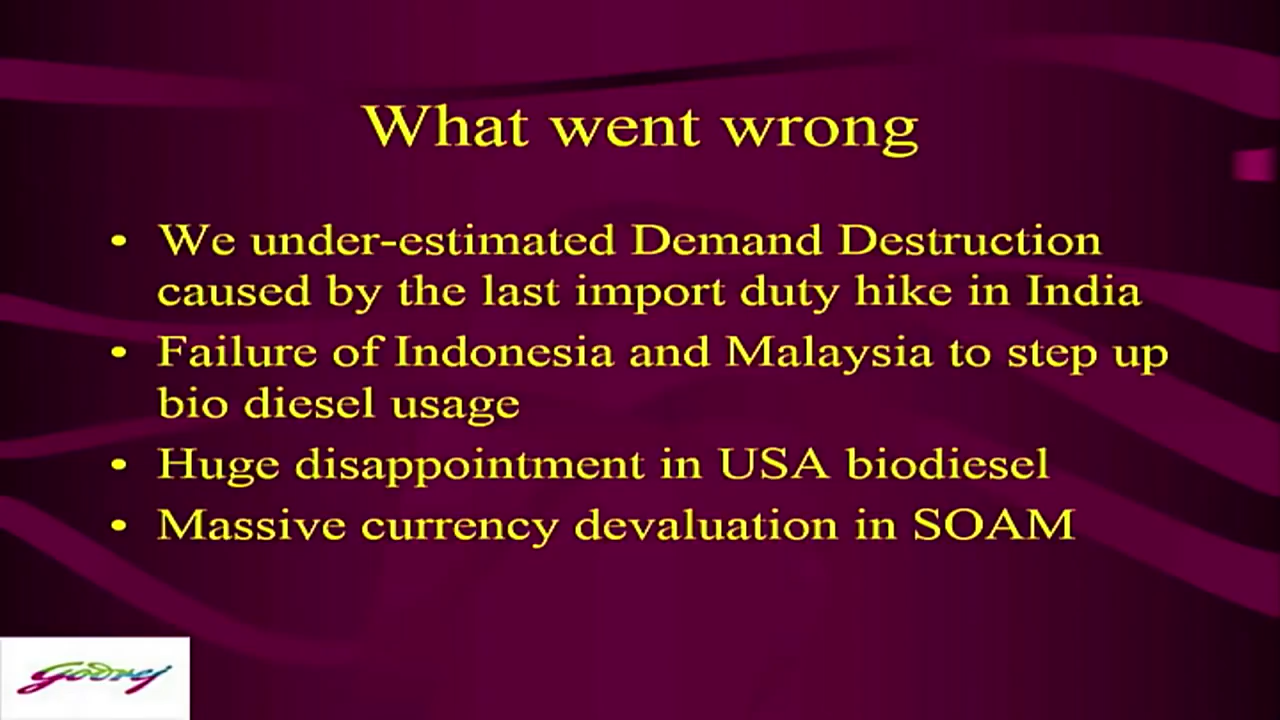 What went wrong
• We under-estimated Demand Destruction
caused by the last import duty hike in India
• Failure of Indonesia and Malaysia to step up
bio diesel usage
• Huge disappointment in USA biodiesel
• Massive currency devaluation in SOAM
Godrej